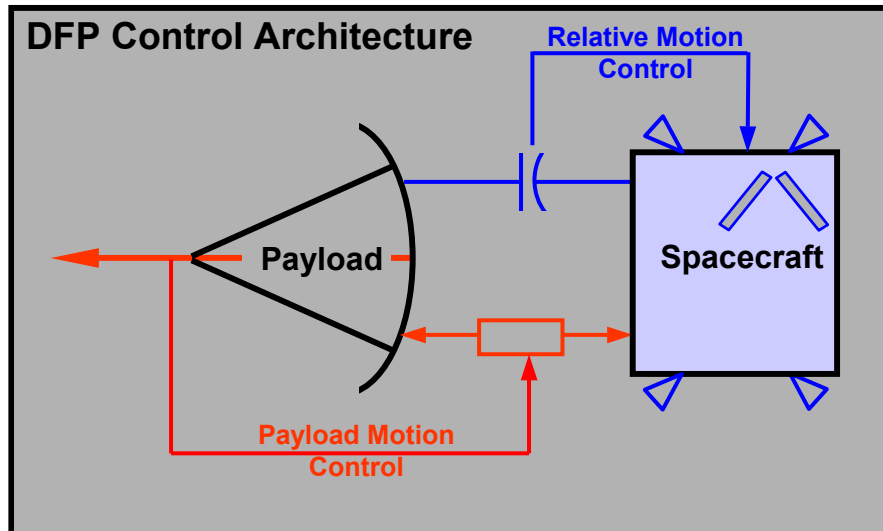 DFP Control Architecture
Relative Motion
Control
Payload
Spacecraft
Payload Motion
Control